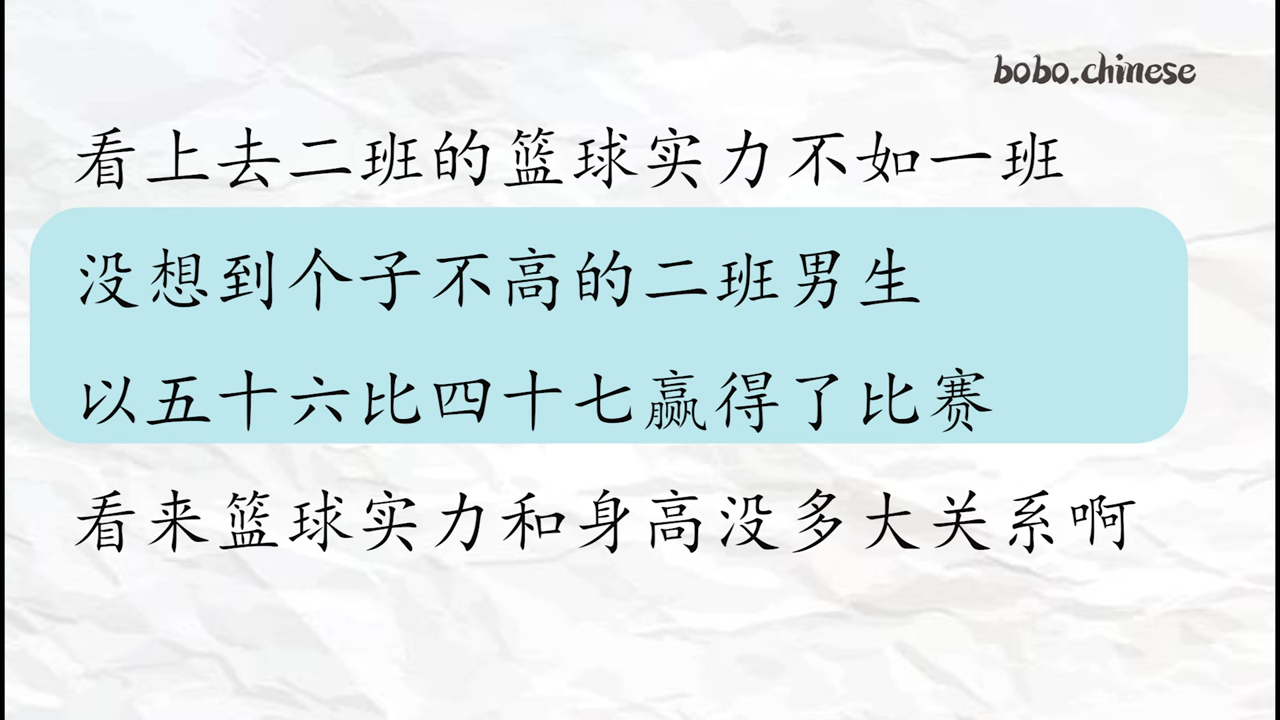 bobo.chinese
看上去二班的篮球实力不如一班
没想到个子不高的二班男生
以五十六比四十七赢得了比赛
看来篮球实力和身高没多大关系啊